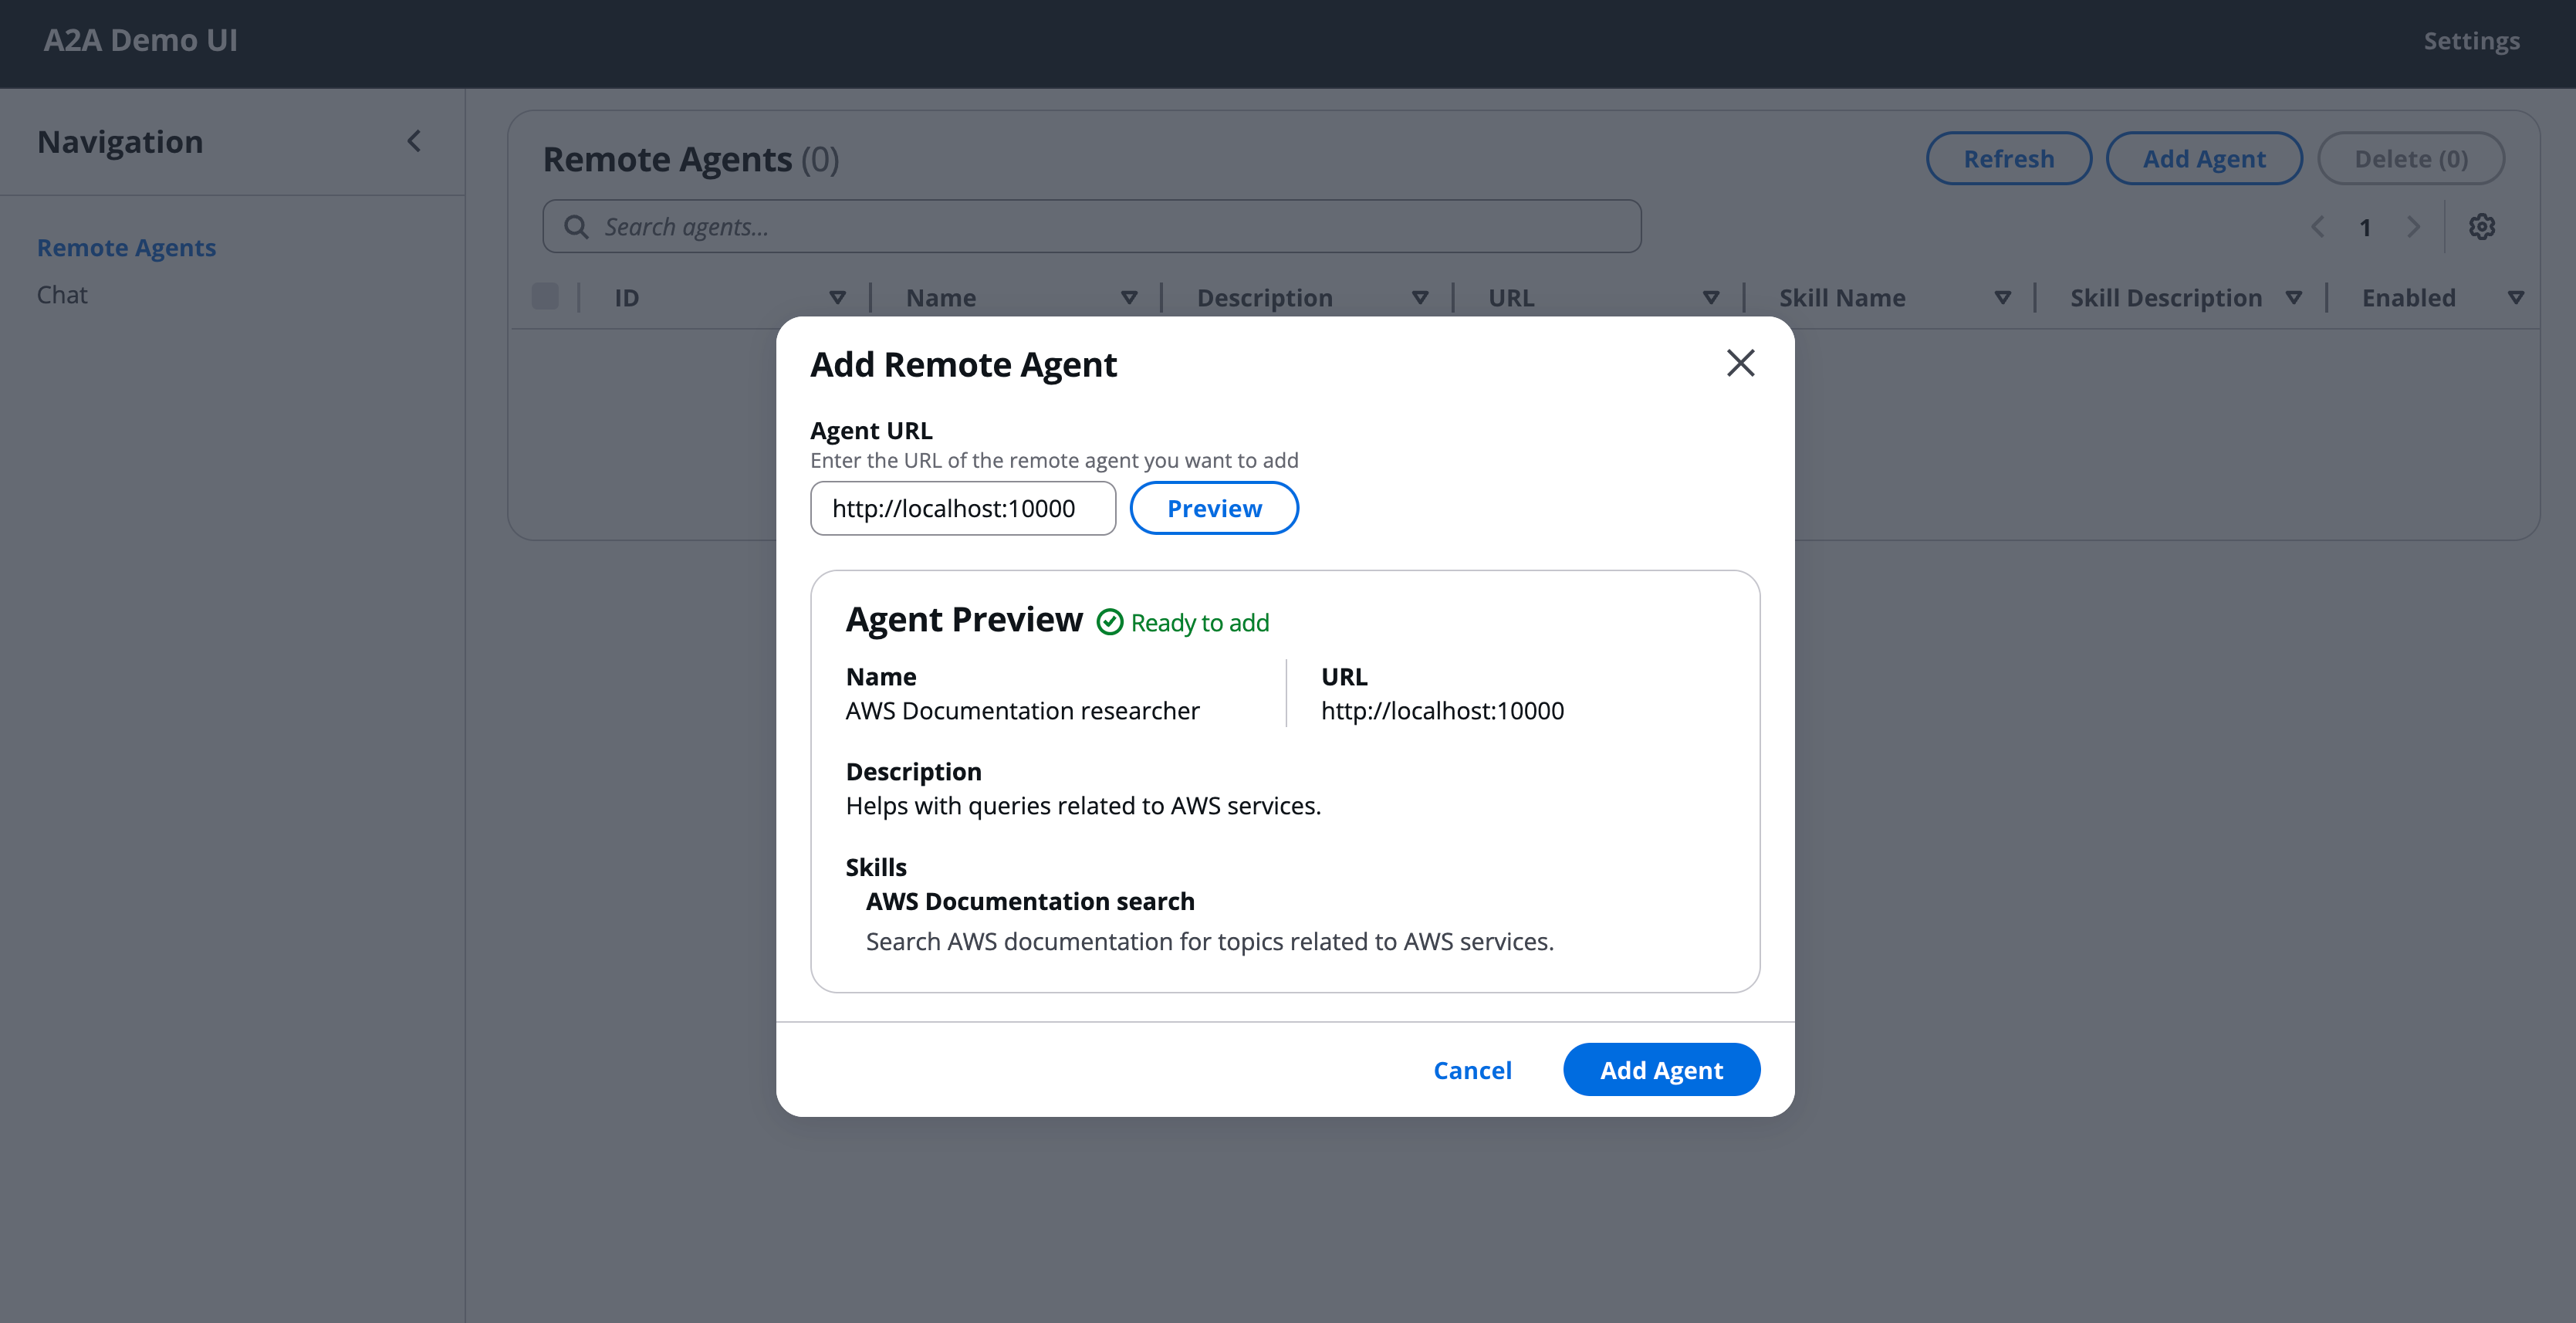 A2A Demo UI
Settings
Navigation
Remote Agents
Chat
Remote Agents (0)
Refresh
Add Agent
Delete (0)
Search agents...
1
ID
Name
Description
URL
Skill Name
Skill Description
Enabled
Add Remote Agent
Agent URL
Enter the URL of the remote agent you want to add
http://localhost:10000
Preview
Agent Preview
Ready to add
Name
AWS Documentation researcher
URL
http://localhost:10000
Description
Helps with queries related to AWS services.
Skills
AWS Documentation search
Search AWS documentation for topics related to AWS services.
Cancel
Add Agent